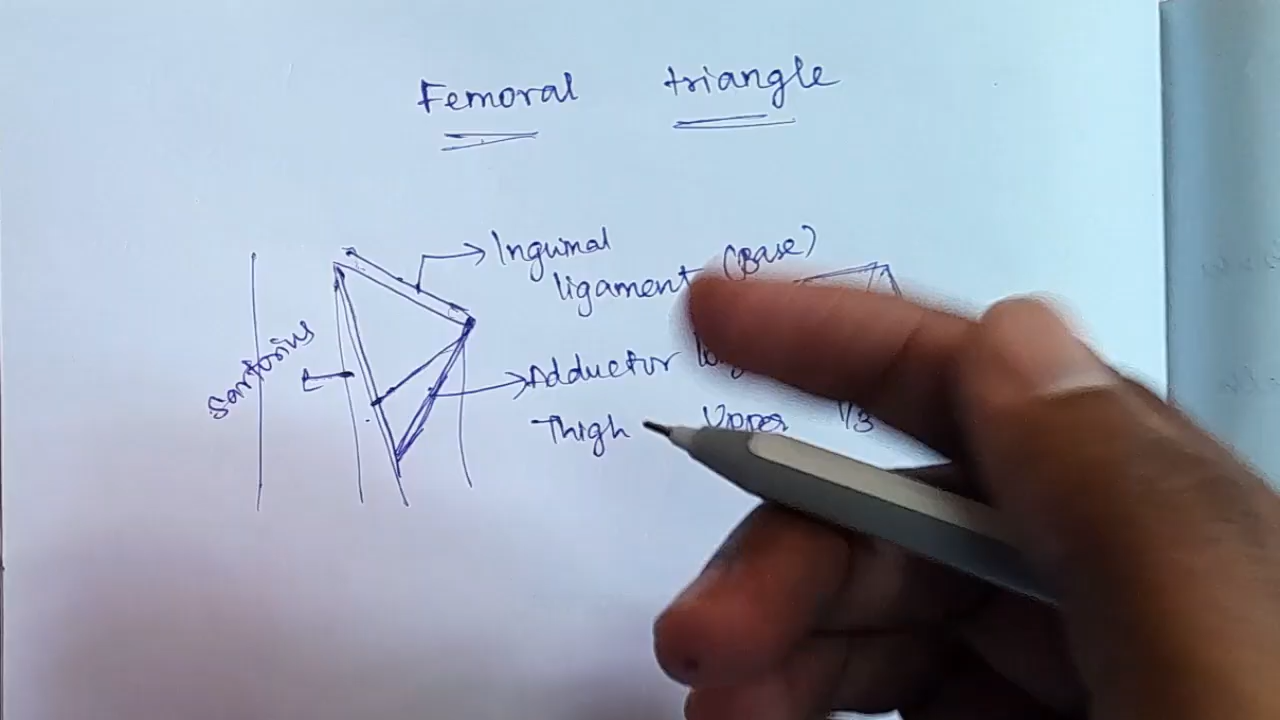 Femoral triangle
Inguinal
ligament (Base)
Sartorius
Adductor
Thigh Upper 1/3